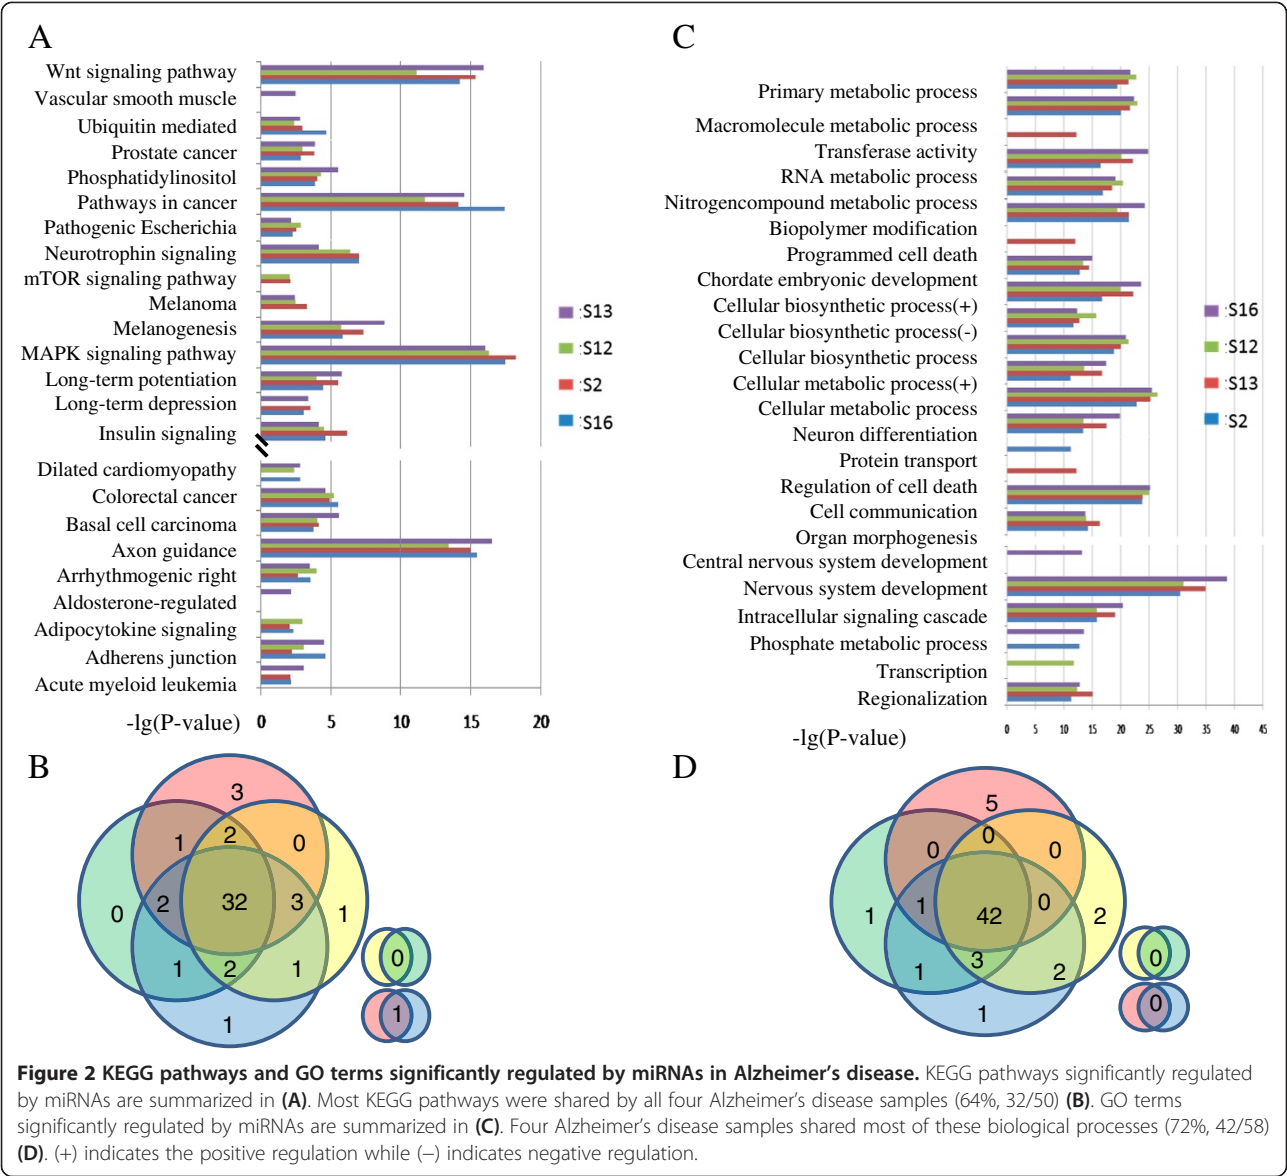 A
Wnt signaling pathway
Vascular smooth muscle
Ubiquitin mediated
Prostate cancer
Phosphatidylinositol
Pathways in cancer
Pathogenic Escherichia
Neurotrophin signaling
mTOR signaling pathway
Melanoma
Melanogenesis
MAPK signaling pathway
Long-term potentiation
Long-term depression
Insulin signaling
Dilated cardiomyopathy
Colorectal cancer
Basal cell carcinoma
Axon guidance
Arrhythmogenic right
Aldosterone-regulated
Adipocytokine signaling
Adherens junction
Acute myeloid leukemia
-lg(P-value) 0 5 10 15 20
:S13
:S12
:S2
:S16
C
Primary metabolic process
Macromolecule metabolic process
Transferase activity
RNA metabolic process
Nitrogencompound metabolic process
Biopolymer modification
Programmed cell death
Chordate embryonic development
Cellular biosynthetic process(+)
Cellular biosynthetic process(-)
Cellular biosynthetic process
Cellular metabolic process(+)
Cellular metabolic process
Neuron differentiation
Protein transport
Regulation of cell death
Cell communication
Organ morphogenesis
Central nervous system development
Nervous system development
Intracellular signaling cascade
Phosphate metabolic process
Transcription
Regionalization
0 5 10 15 20 25 30 35 40 45
-lg(P-value)
:S16
:S12
:S13
:S2
B
3
1 2 0
0 2 32 3 1
1 2 1
1
0
1
D
5
0 0 0
1 1 42 0 2
1 3 2
1
0
0
Figure 2 KEGG pathways and GO terms significantly regulated by miRNAs in Alzheimer's disease. KEGG pathways significantly regulated
by miRNAs are summarized in (A). Most KEGG pathways were shared by all four Alzheimer's disease samples (64%, 32/50) (B). GO terms
significantly regulated by miRNAs are summarized in (C). Four Alzheimer's disease samples shared most of these biological processes (72%, 42/58)
(D). (+) indicates the positive regulation while (−) indicates negative regulation.